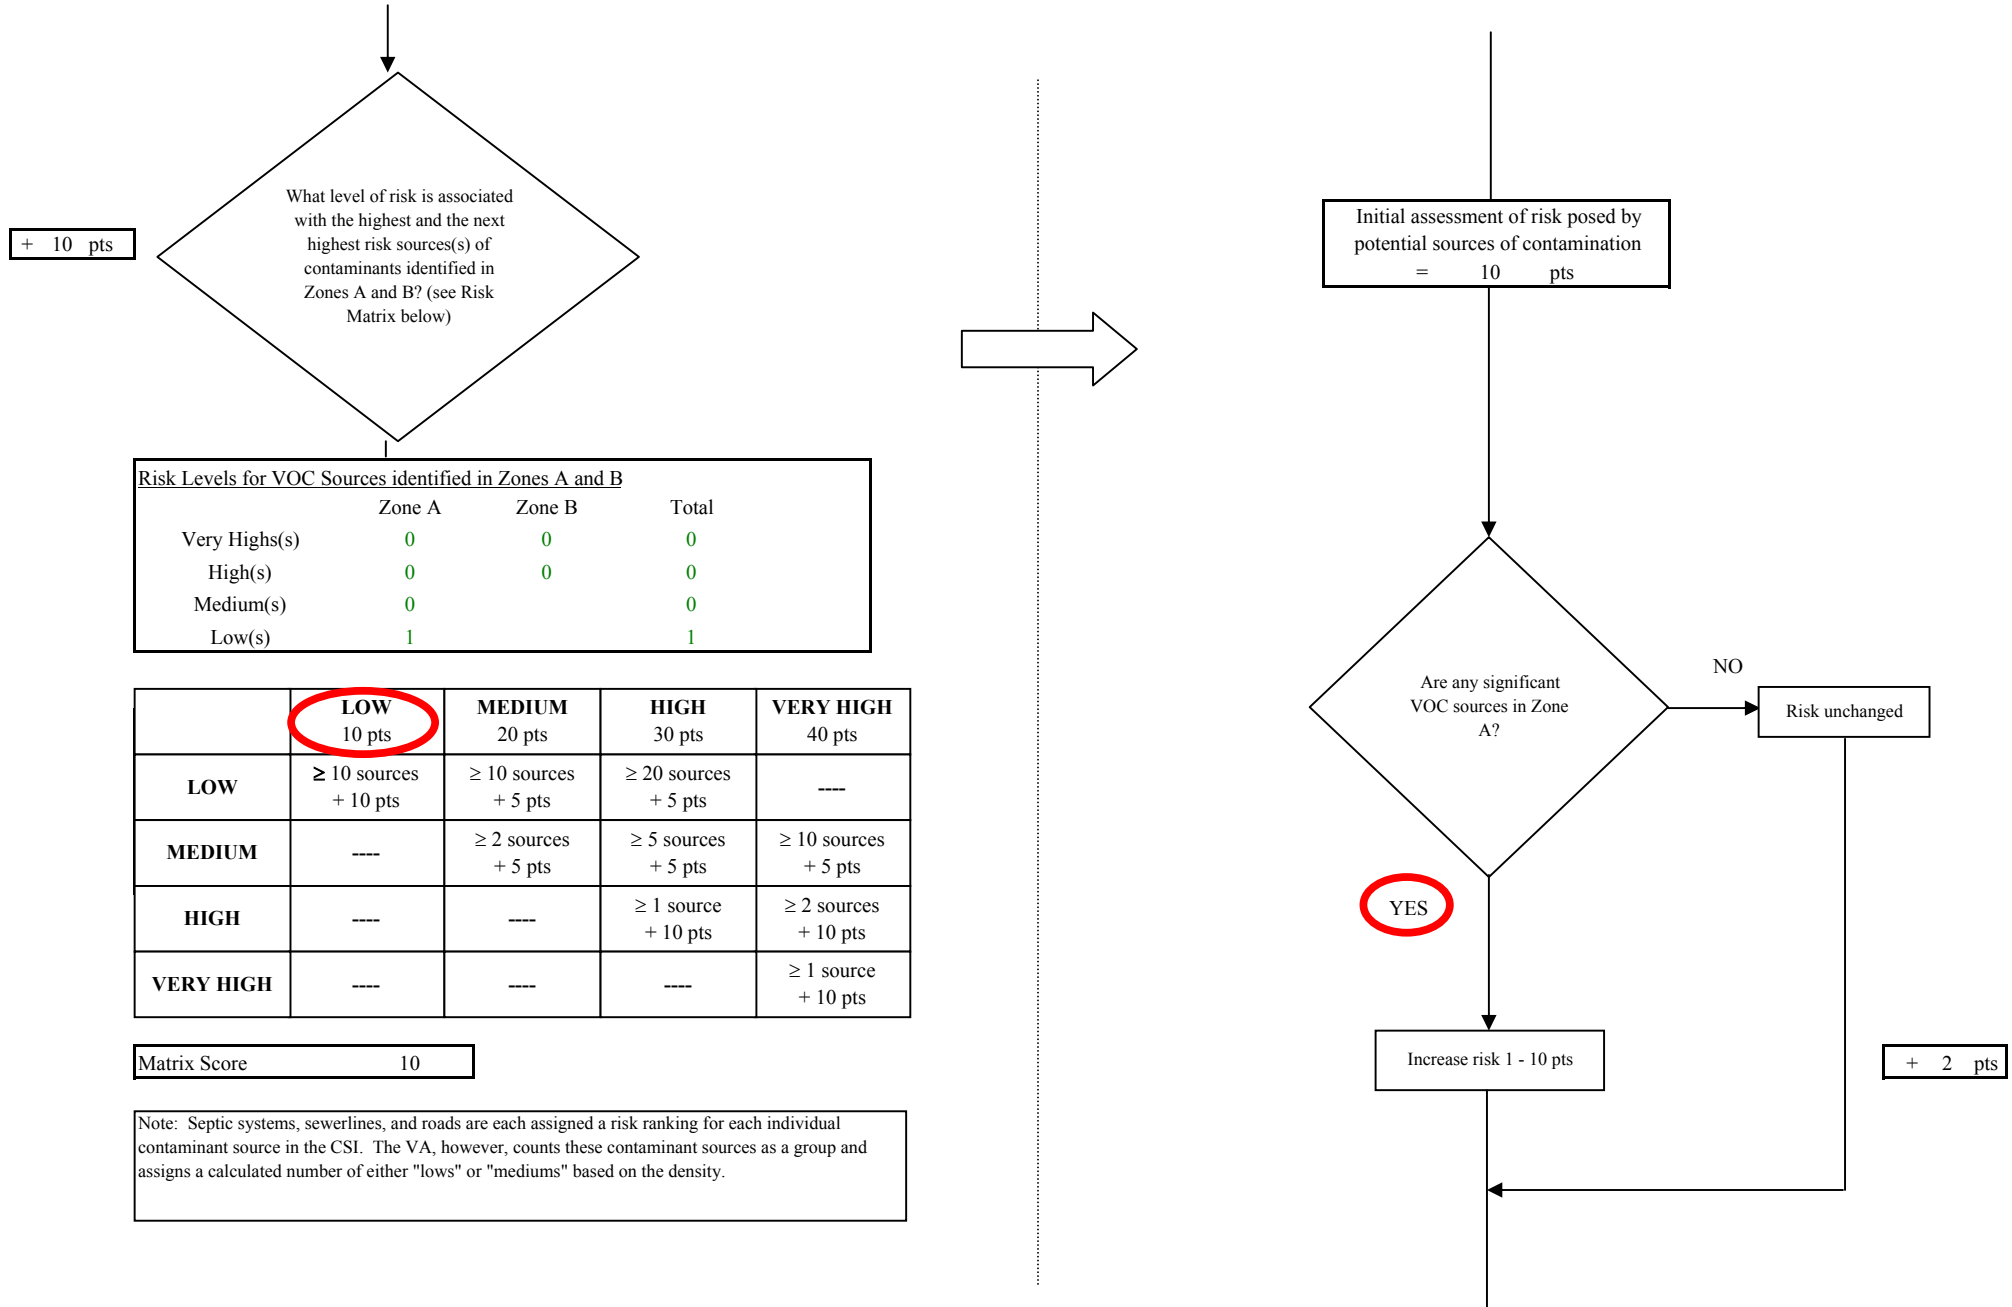 What level of risk is associated
with the highest and the next
highest risk sources(s) of
contaminants identified in
Zones A and B? (see Risk
Matrix below)
+ 10 pts
Risk Levels for VOC Sources identified in Zones A and B
Zone A Zone B Total
Very Highs(s) 0 0 0
High(s) 0 0 0
Medium(s) 0 0
Low(s) 1 1
LOW MEDIUM HIGH VERY HIGH
10 pts 20 pts 30 pts 40 pts
LOW ≥ 10 sources ≥ 10 sources ≥ 20 sources ----
+ 10 pts + 5 pts + 5 pts
MEDIUM ---- ≥ 2 sources ≥ 5 sources ≥ 10 sources
+ 5 pts + 5 pts + 5 pts
HIGH ---- ---- ≥ 1 source ≥ 2 sources
+ 10 pts + 10 pts
VERY HIGH ---- ---- ---- ≥ 1 source
+ 10 pts
Matrix Score 10
Note: Septic systems, sewerlines, and roads are each assigned a risk ranking for each individual
contaminant source in the CSI. The VA, however, counts these contaminant sources as a group and
assigns a calculated number of either "lows" or "mediums" based on the density.
Initial assessment of risk posed by
potential sources of contamination
= 10 pts
Are any significant
VOC sources in Zone
A?
NO
Risk unchanged
YES
Increase risk 1 - 10 pts
+ 2 pts